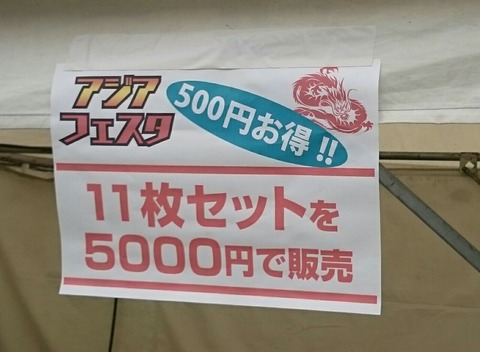 アジア
フェスタ
500円お得!!
11枚セットを
5000円で販売